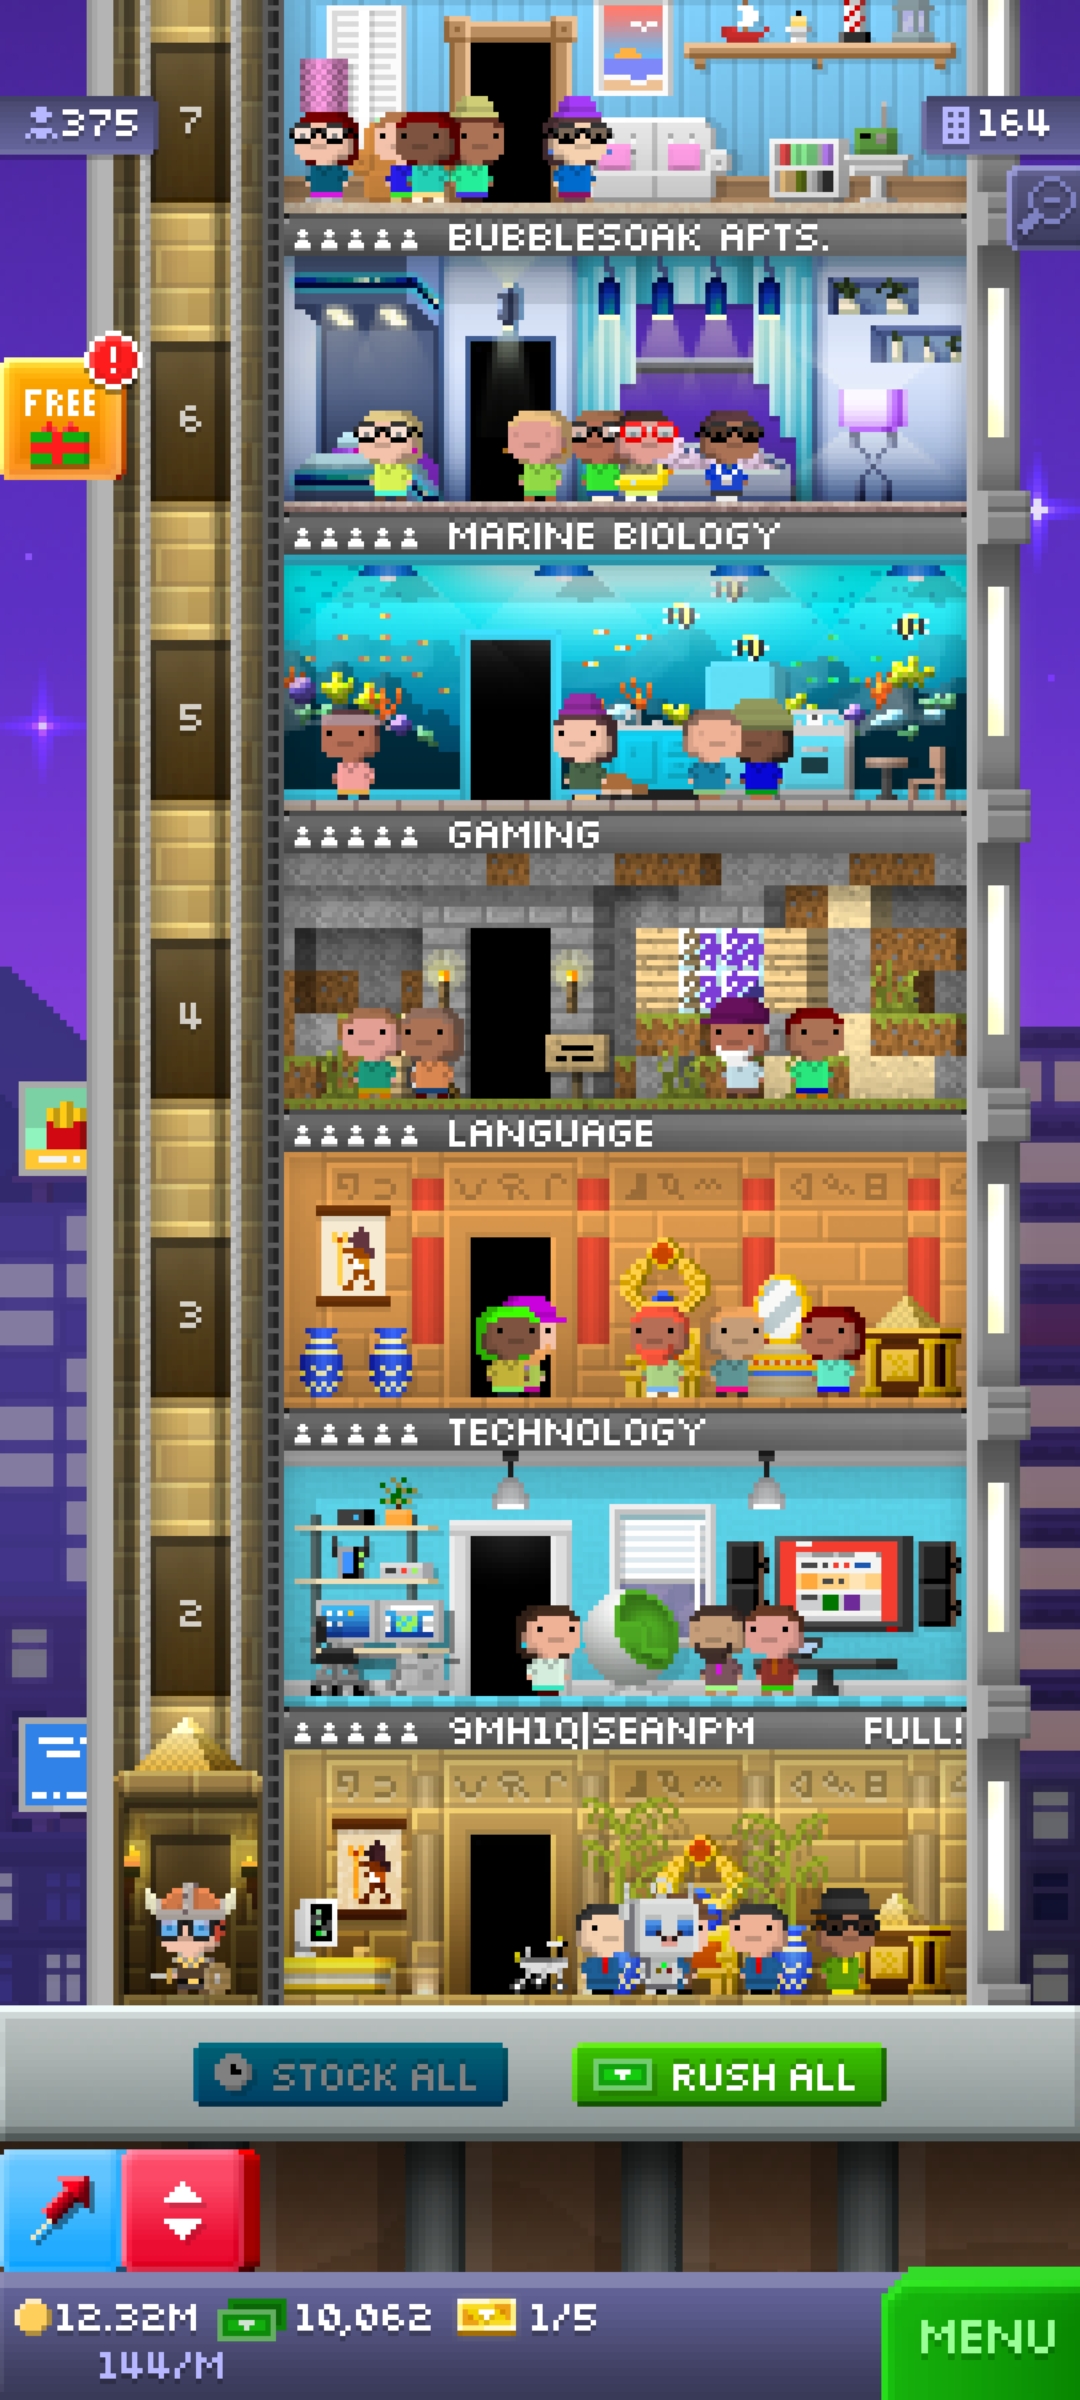 375
7
164
BUBBLESOAK APTS.
FREE
!
6
MARINE BIOLOGY
5
GAMING
4
LANGUAGE
3
TECHNOLOGY
2
9MH1Q|SEANPM FULL!
STOCK ALL
RUSH ALL
12.32M 10,062 1/5
144/M
MENU